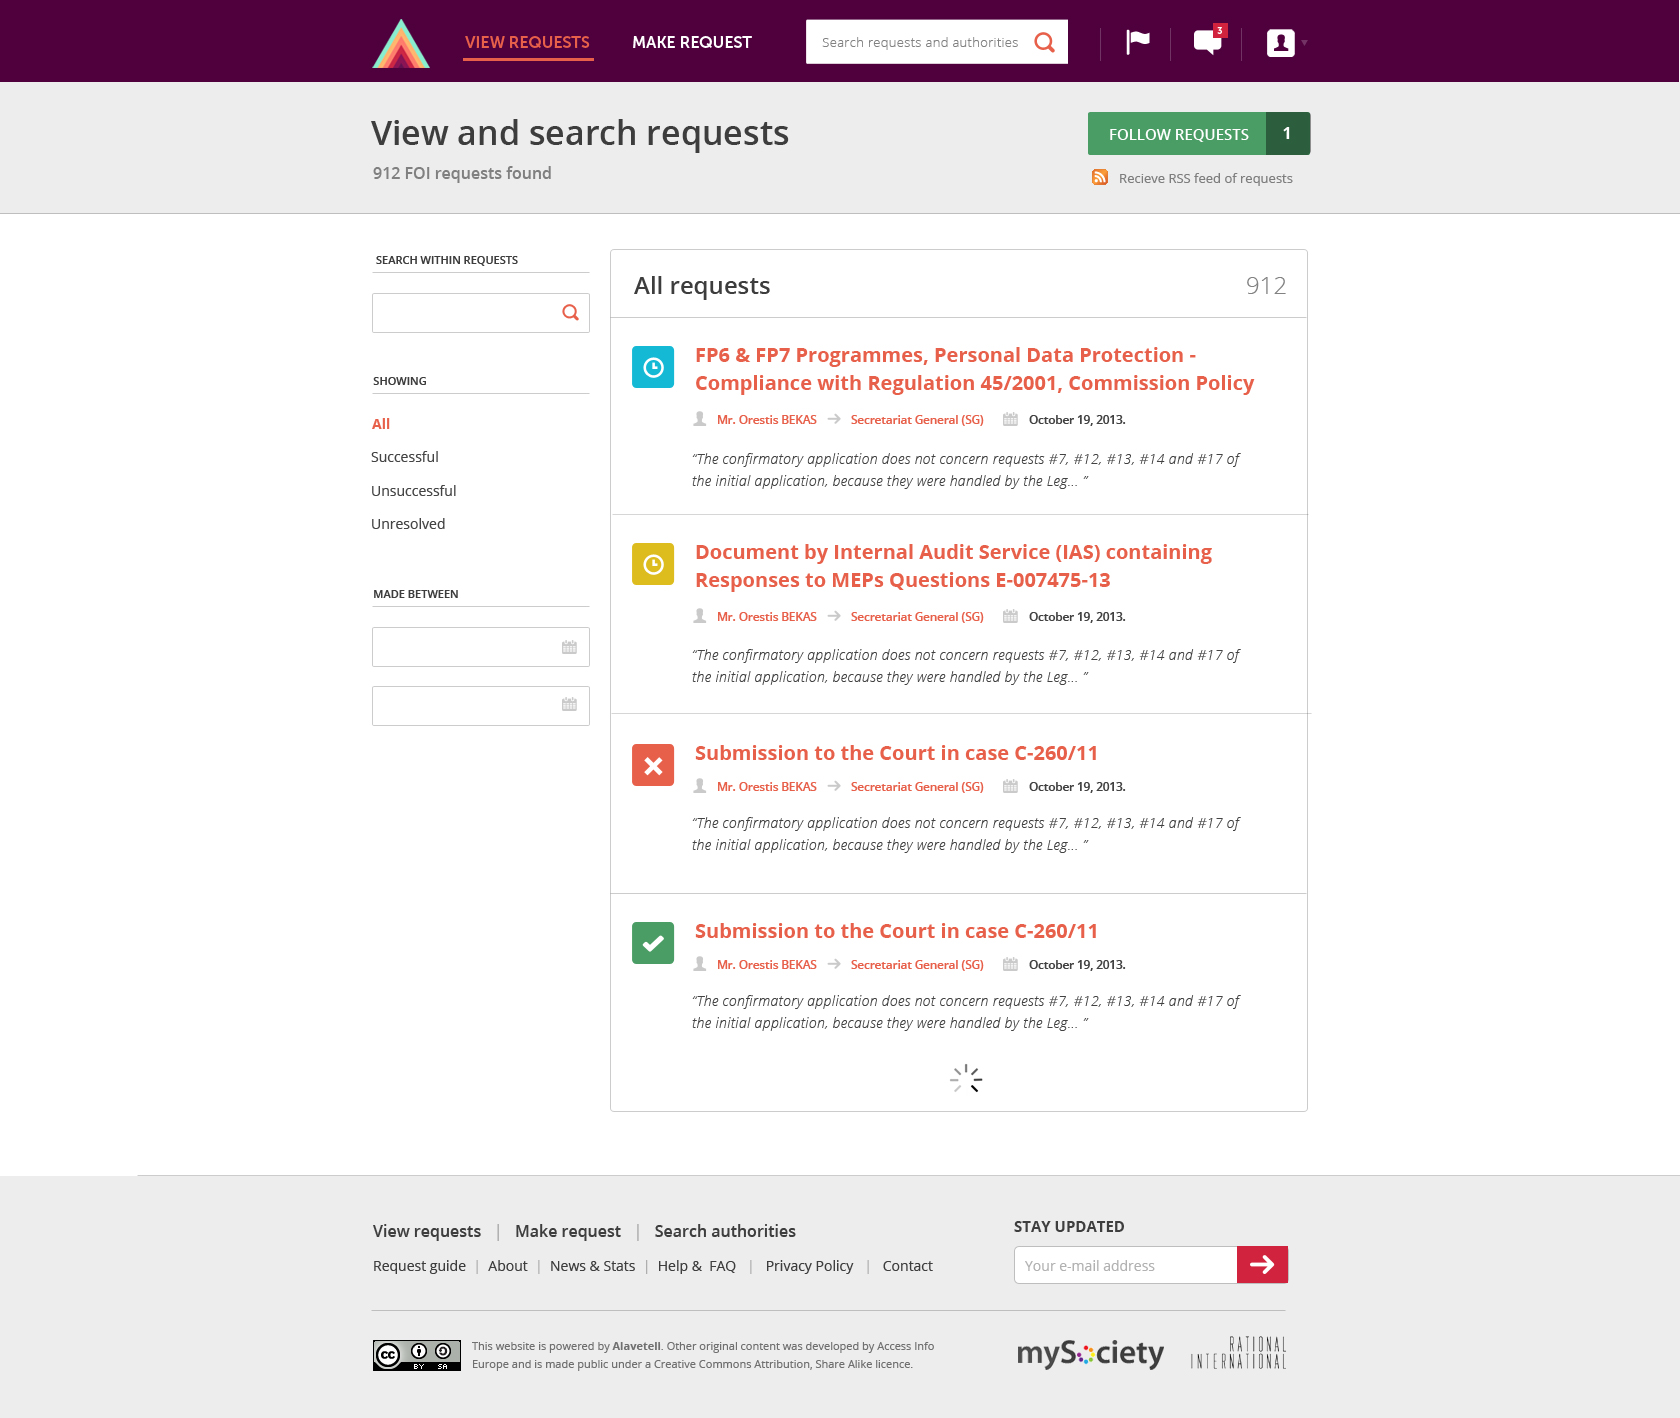 VIEW REQUESTS
MAKE REQUEST
Search requests and authorities
3
View and search requests
912 FOI requests found
FOLLOW REQUESTS 1
Recieve RSS feed of requests
SEARCH WITHIN REQUESTS
SHOWING
All
Successful
Unsuccessful
Unresolved
MADE BETWEEN
All requests 912
FP6 & FP7 Programmes, Personal Data Protection -
Compliance with Regulation 45/2001, Commission Policy
Mr. Orestis BEKAS Secretariat General (SG) October 19, 2013.
“The confirmatory application does not concern requests #7, #12, #13, #14 and #17 of
the initial application, because they were handled by the Leg... ”
Document by Internal Audit Service (IAS) containing
Responses to MEPs Questions E-007475-13
Mr. Orestis BEKAS Secretariat General (SG) October 19, 2013.
“The confirmatory application does not concern requests #7, #12, #13, #14 and #17 of
the initial application, because they were handled by the Leg... ”
Submission to the Court in case C-260/11
Mr. Orestis BEKAS Secretariat General (SG) October 19, 2013.
“The confirmatory application does not concern requests #7, #12, #13, #14 and #17 of
the initial application, because they were handled by the Leg... ”
Submission to the Court in case C-260/11
Mr. Orestis BEKAS Secretariat General (SG) October 19, 2013.
“The confirmatory application does not concern requests #7, #12, #13, #14 and #17 of
the initial application, because they were handled by the Leg... ”
View requests | Make request | Search authorities
Request guide | About | News & Stats | Help & FAQ | Privacy Policy | Contact
STAY UPDATED
Your e-mail address
cc BY SA
This website is powered by Alavetell. Other original content was developed by Access Info
Europe and is made public under a Creative Commons Attribution, Share Alike licence.
mySociety
RATIONAL
INTERNATIONAL